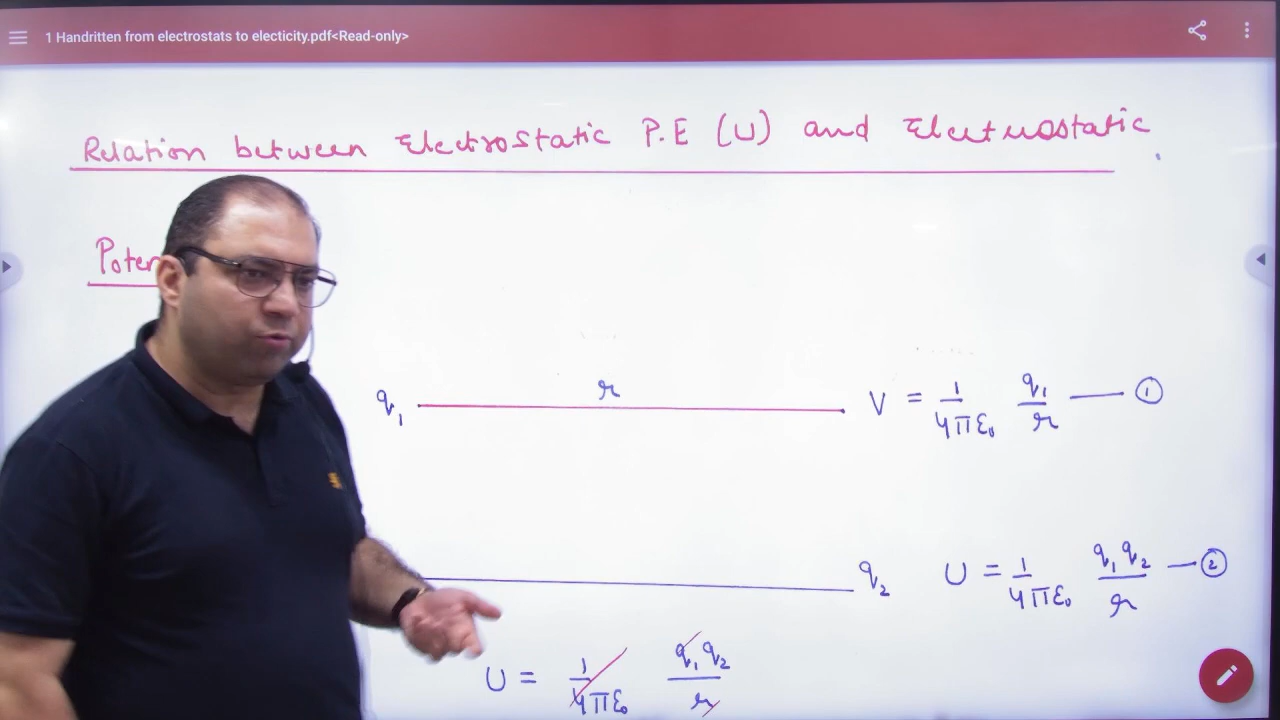 1 Handritten from electrostats to electicity.pdf<Read-only>
Relation between Electrostatic P.E (U) and Electrostatic
q₁ r V = 1/4πε₀ q₁/r —— ①
q₂ U = 1/4πε₀ q₁q₂/r — ②
U = 1/4πε₀ q₁q₂/r